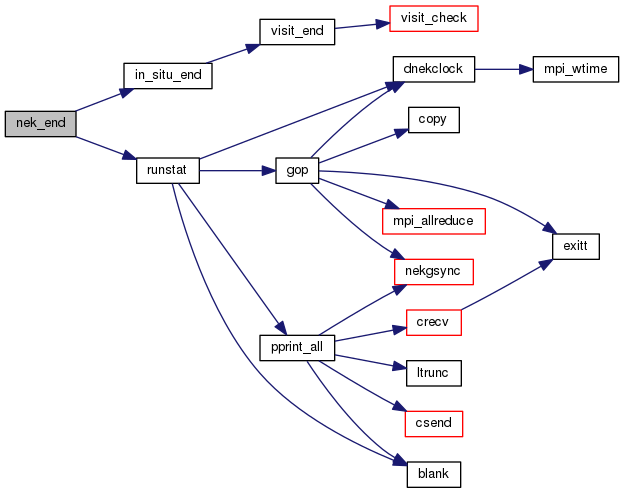 visit_check
visit_end
dnekclock
mpi_wtime
in_situ_end
nek_end
copy
runstat
gop
mpi_allreduce
exitt
nekgsync
crecv
pprint_all
ltrunc
csend
blank